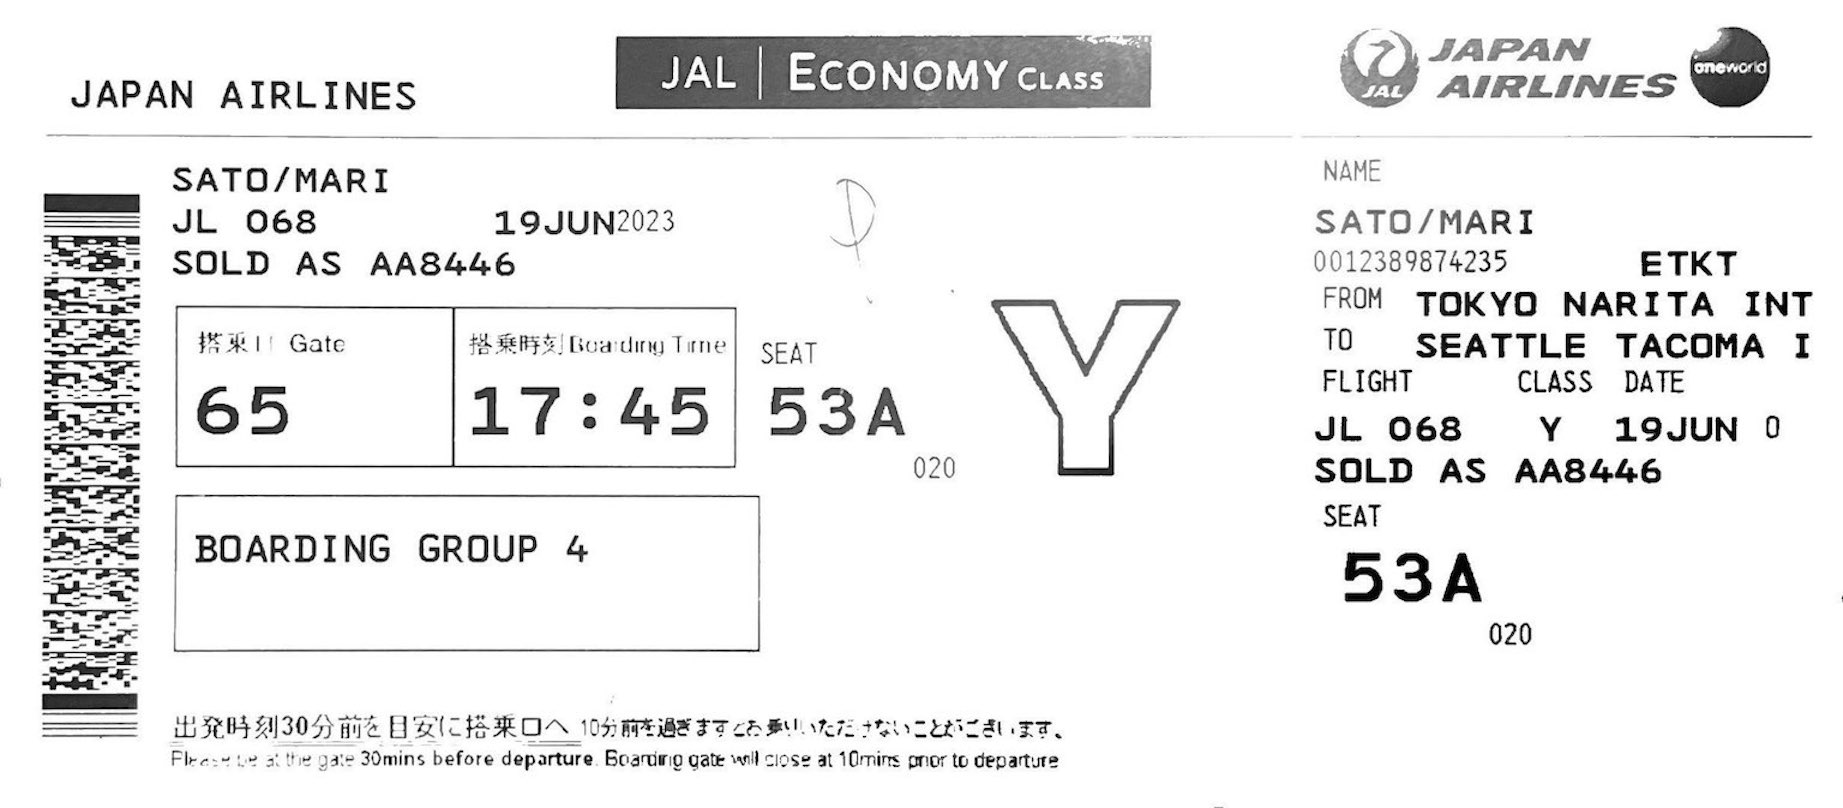 JAPAN AIRLINES
JAL | ECONOMY CLASS
JAPAN AIRLINES
JAL
oneworld
SATO/MARI
JL 068 19JUN2023
SOLD AS AA8446
搭乗口 Gate
65
搭乗時刻 Boarding Time
17:45
SEAT
53A
020
Y
BOARDING GROUP 4
出発時刻30分前を目安に搭乗口へ 10分前を過ぎますとお乗りいただけないことがございます。
Please be at the gate 30mins before departure. Boarding gate will close at 10mins prior to departure
NAME
SATO/MARI
0012389874235 ETKT
FROM TOKYO NARITA INT
TO SEATTLE TACOMA I
FLIGHT CLASS DATE
JL 068 Y 19JUN 0
SOLD AS AA8446
SEAT
53A
020